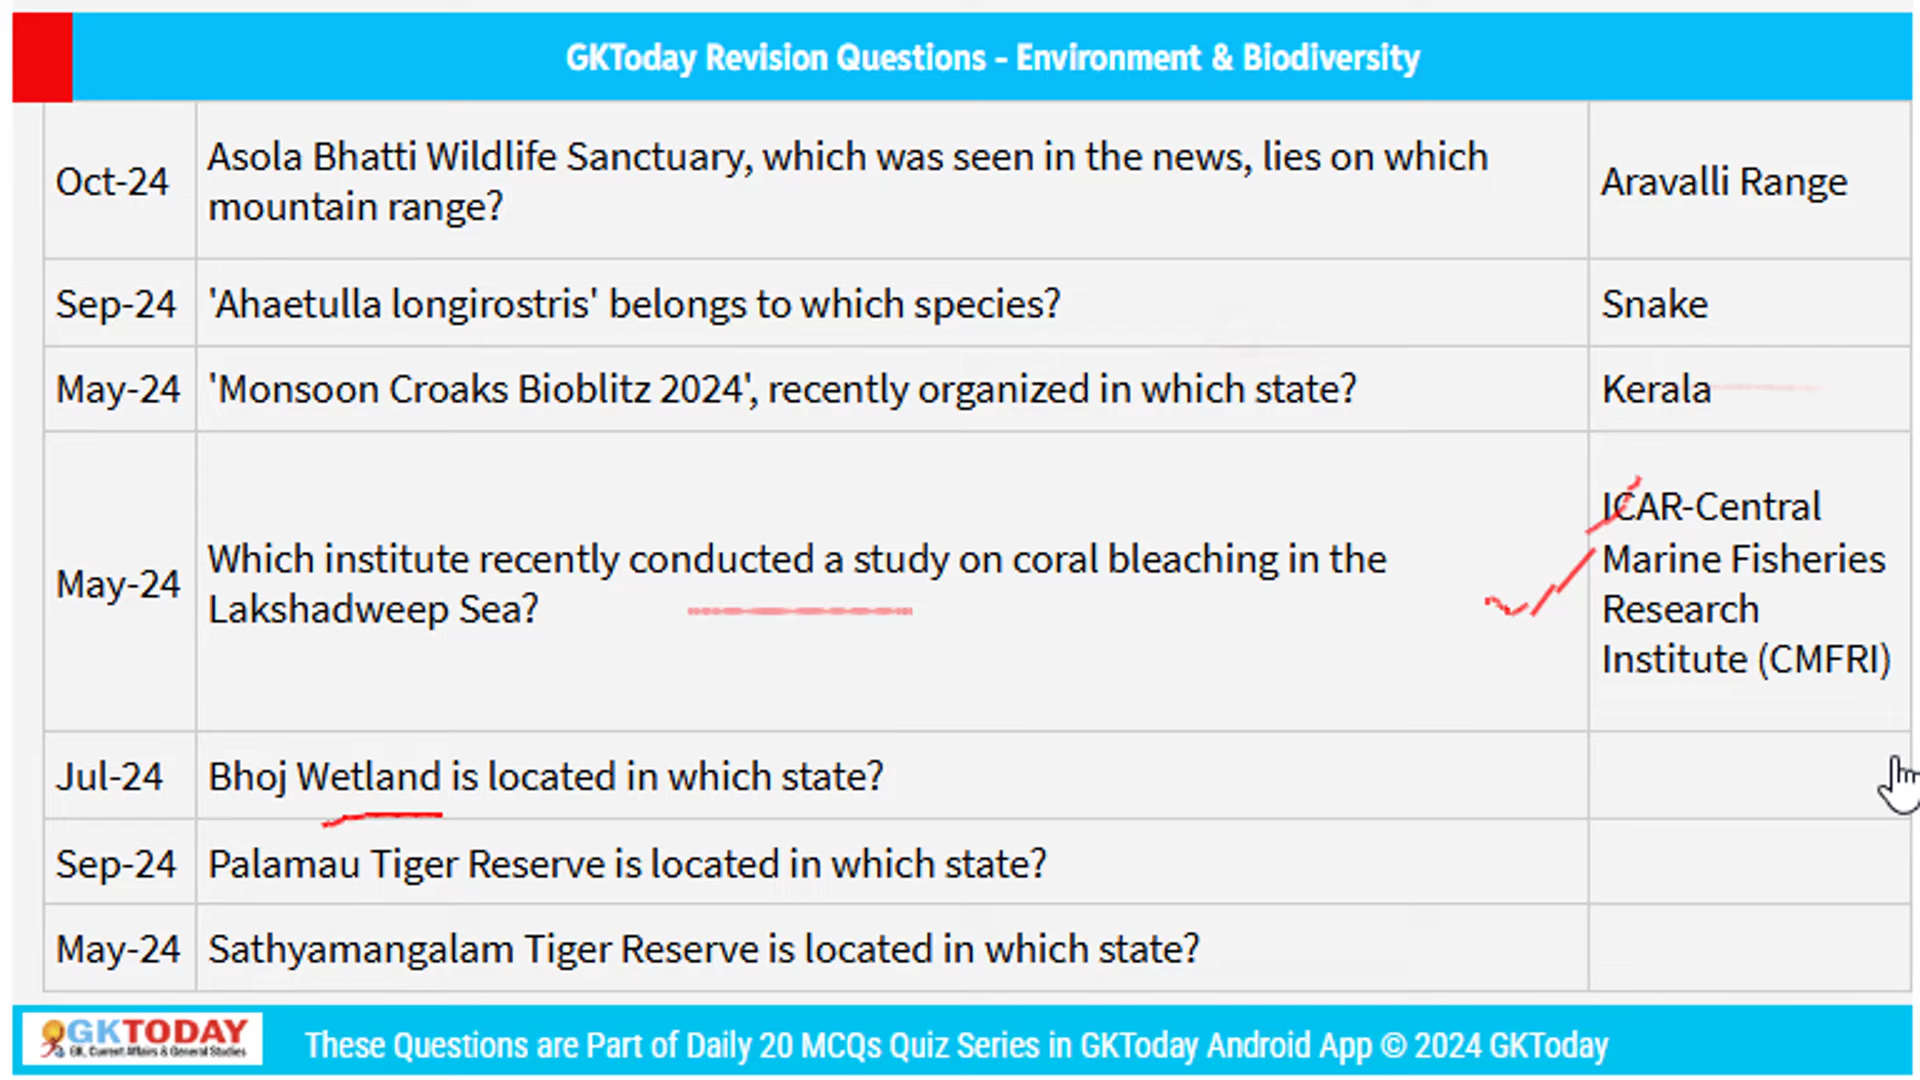 GKToday Revision Questions - Environment & Biodiversity
Oct-24
Asola Bhatti Wildlife Sanctuary, which was seen in the news, lies on which
mountain range?
Aravalli Range
Sep-24
'Ahaetulla longirostris' belongs to which species?
Snake
May-24
'Monsoon Croaks Bioblitz 2024', recently organized in which state?
Kerala
May-24
Which institute recently conducted a study on coral bleaching in the
Lakshadweep Sea?
ICAR-Central
Marine Fisheries
Research
Institute (CMFRI)
Jul-24
Bhoj Wetland is located in which state?
Sep-24
Palamau Tiger Reserve is located in which state?
May-24
Sathyamangalam Tiger Reserve is located in which state?
GKTODAY
GK, Current Affairs & General Studies
These Questions are Part of Daily 20 MCQs Quiz Series in GKToday Android App © 2024 GKToday